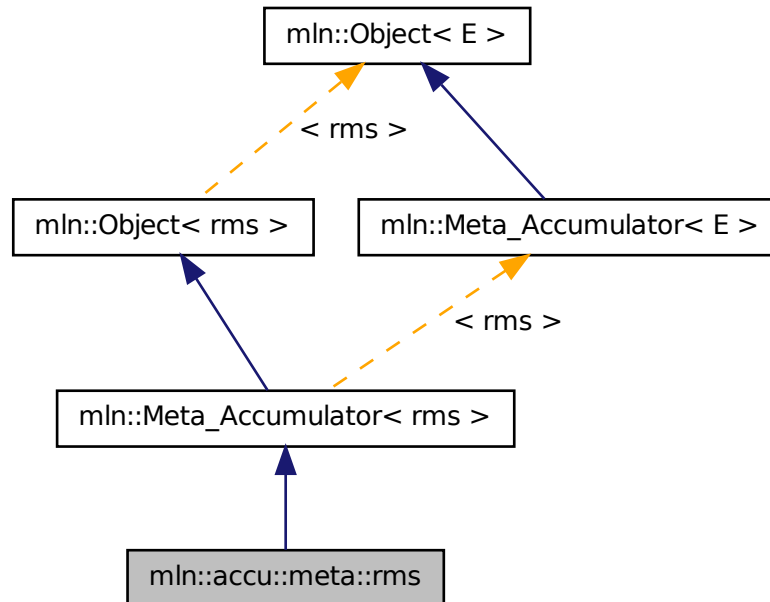 mln::Object< E >
< rms >
mln::Object< rms >
mln::Meta_Accumulator< E >
< rms >
mln::Meta_Accumulator< rms >
mln::accu::meta::rms